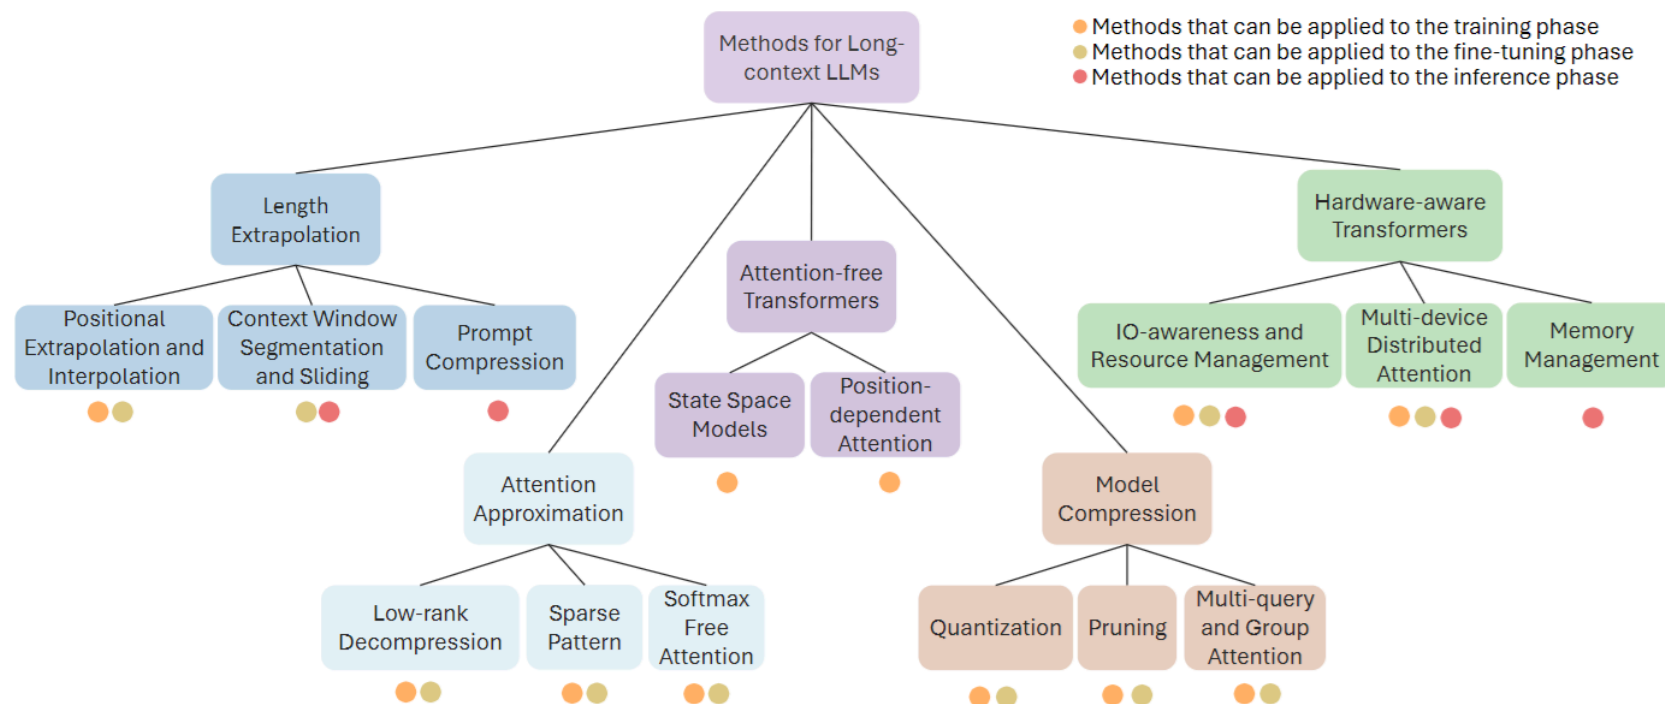 Methods for Long-
context LLMs
Methods that can be applied to the training phase
Methods that can be applied to the fine-tuning phase
Methods that can be applied to the inference phase
Length
Extrapolation
Positional
Extrapolation and
Interpolation
Context Window
Segmentation
and Sliding
Prompt
Compression
Attention-free
Transformers
State Space
Models
Position-
dependent
Attention
Hardware-aware
Transformers
IO-awareness and
Resource Management
Multi-device
Distributed
Attention
Memory
Management
Attention
Approximation
Low-rank
Decompression
Sparse
Pattern
Softmax
Free
Attention
Model
Compression
Quantization
Pruning
Multi-query
and Group
Attention